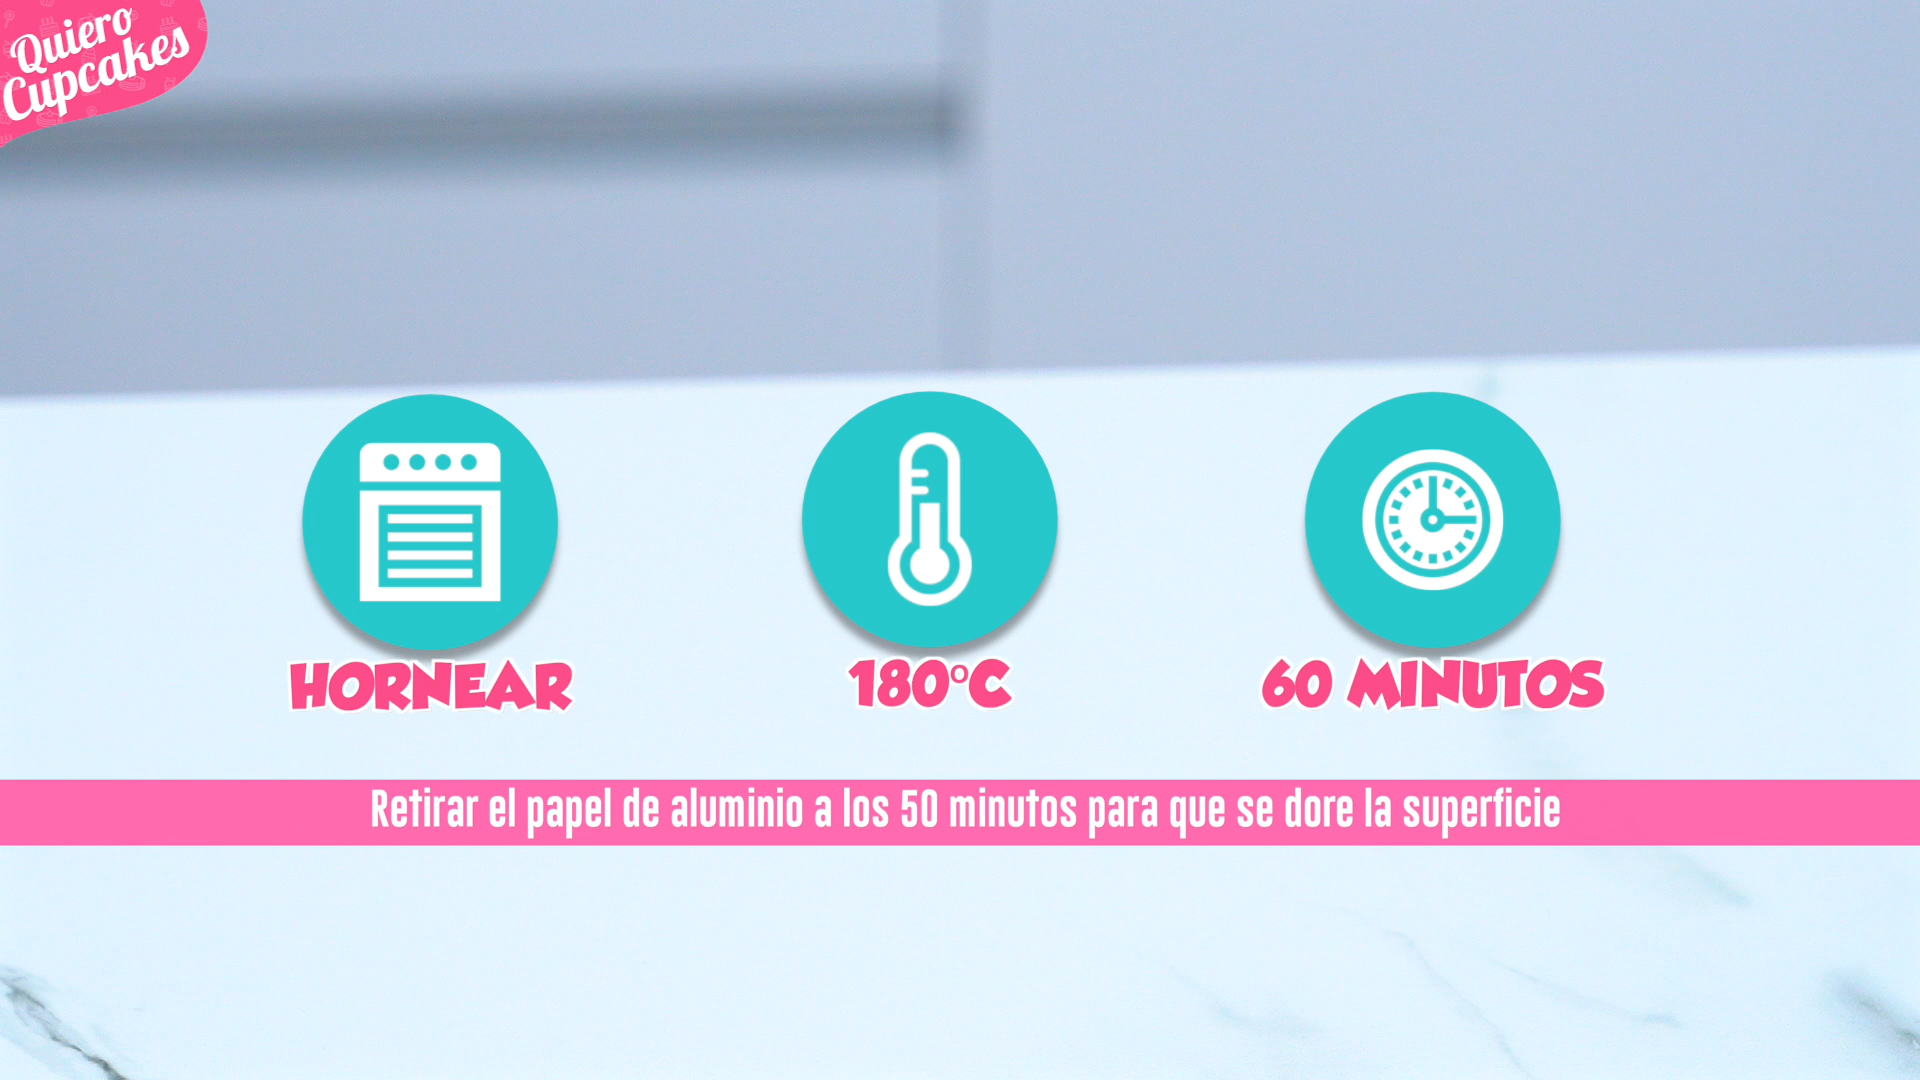 Quiero
Cupcakes
HORNEAR
180ºC
60 MINUTOS
Retirar el papel de aluminio a los 50 minutos para que se dore la superficie